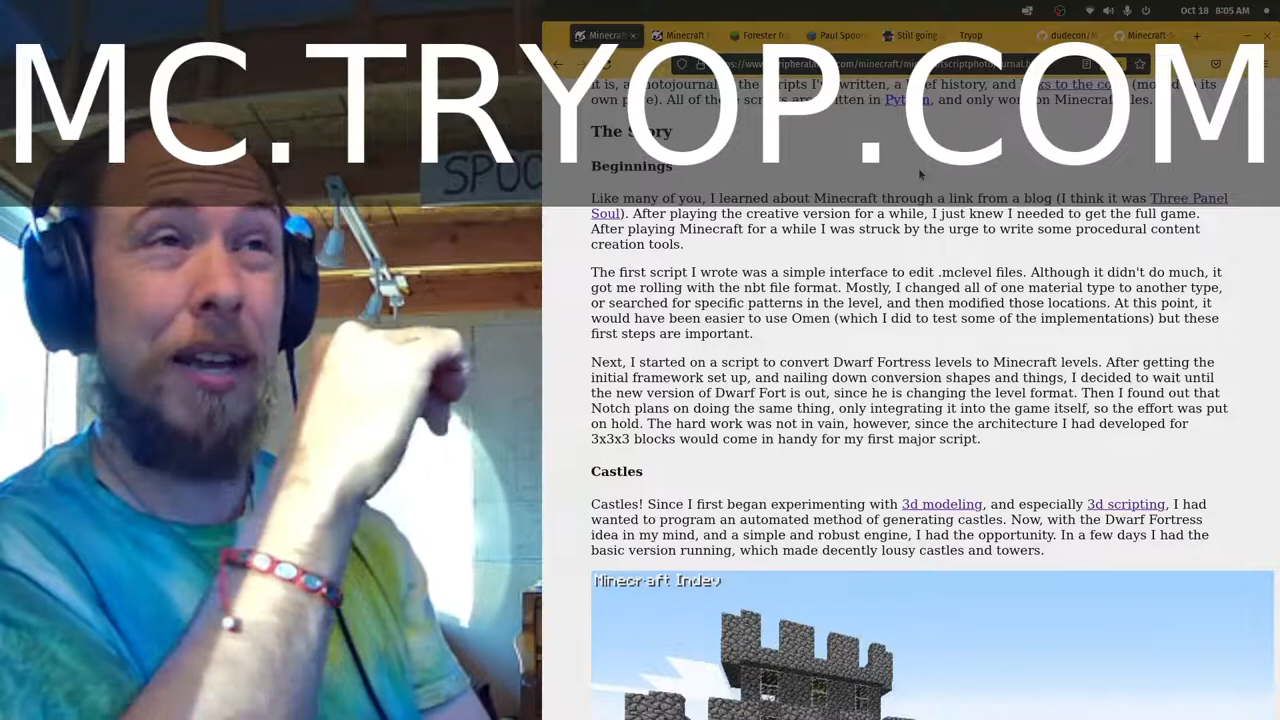 Oct 18 8:05 AM
Minecraf
Minecraft
Forester
Paul Spoon
Still going
Tryop
dudecon/M
Minecraft-S
MC.TRYOP.COM
(mo
its
own
e). All of
written in
and only wor
on Minecraf
The Story
SPOO
Beginnings
Like many of you, I learned about Minecraft through a link from a blog (I think it was Three Panel
Soul). After playing the creative version for a while, I just knew I needed to get the full game.
After playing Minecraft for a while I was struck by the urge to write some procedural content
creation tools.
The first script I wrote was a simple interface to edit .mclevel files. Although it didn't do much, it
got me rolling with the nbt file format. Mostly, I changed all of one material type to another type,
or searched for specific patterns in the level, and then modified those locations. At this point, it
would have been easier to use Omen (which I did to test some of the implementations) but these
first steps are important.
Next, I started on a script to convert Dwarf Fortress levels to Minecraft levels. After getting the
initial framework set up, and nailing down conversion shapes and things, I decided to wait until
the new version of Dwarf Fort is out, since he is changing the level format. Then I found out that
Notch plans on doing the same thing, only integrating it into the game itself, so the effort was put
on hold. The hard work was not in vain, however, since the architecture I had developed for
3x3x3 blocks would come in handy for my first major script.
Castles
Castles! Since I first began experimenting with 3d modeling, and especially 3d scripting, I had
wanted to program an automated method of generating castles. Now, with the Dwarf Fortress
idea in my mind, and a simple and robust engine, I had the opportunity. In a few days I had the
basic version running, which made decently lousy castles and towers.
Minecraft Indev